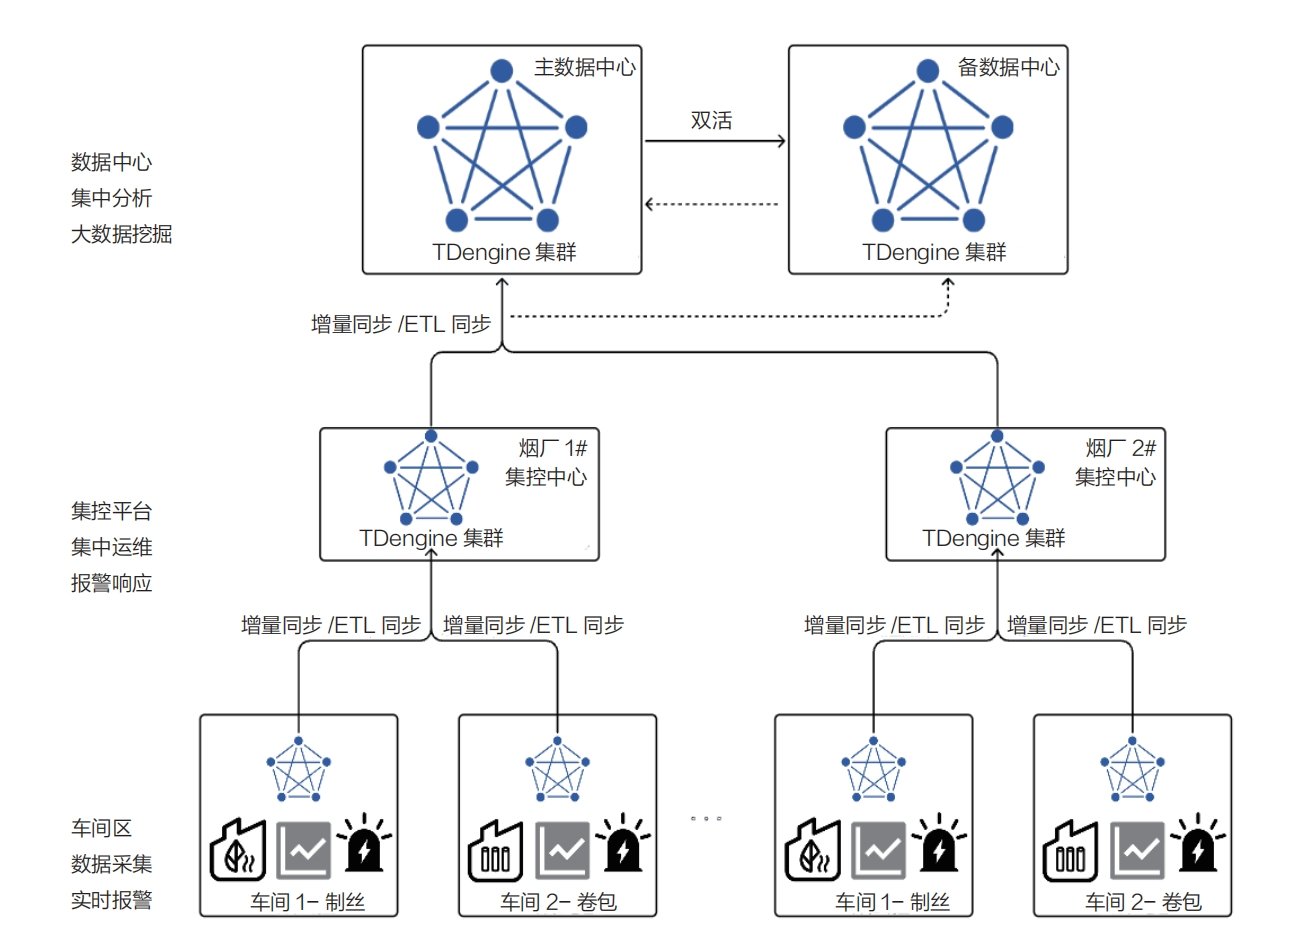 主数据中心
备数据中心
双活
数据中心
集中分析
大数据挖掘
TDengine 集群
TDengine 集群
增量同步 /ETL 同步
烟厂 1#
集控中心
烟厂 2#
集控中心
集控平台
集中运维
报警响应
TDengine 集群
TDengine 集群
增量同步 /ETL 同步
增量同步 /ETL 同步
增量同步 /ETL 同步
增量同步 /ETL 同步
车间区
数据采集
实时报警
车间 1- 制丝
车间 2- 卷包
车间 1- 制丝
车间 2- 卷包